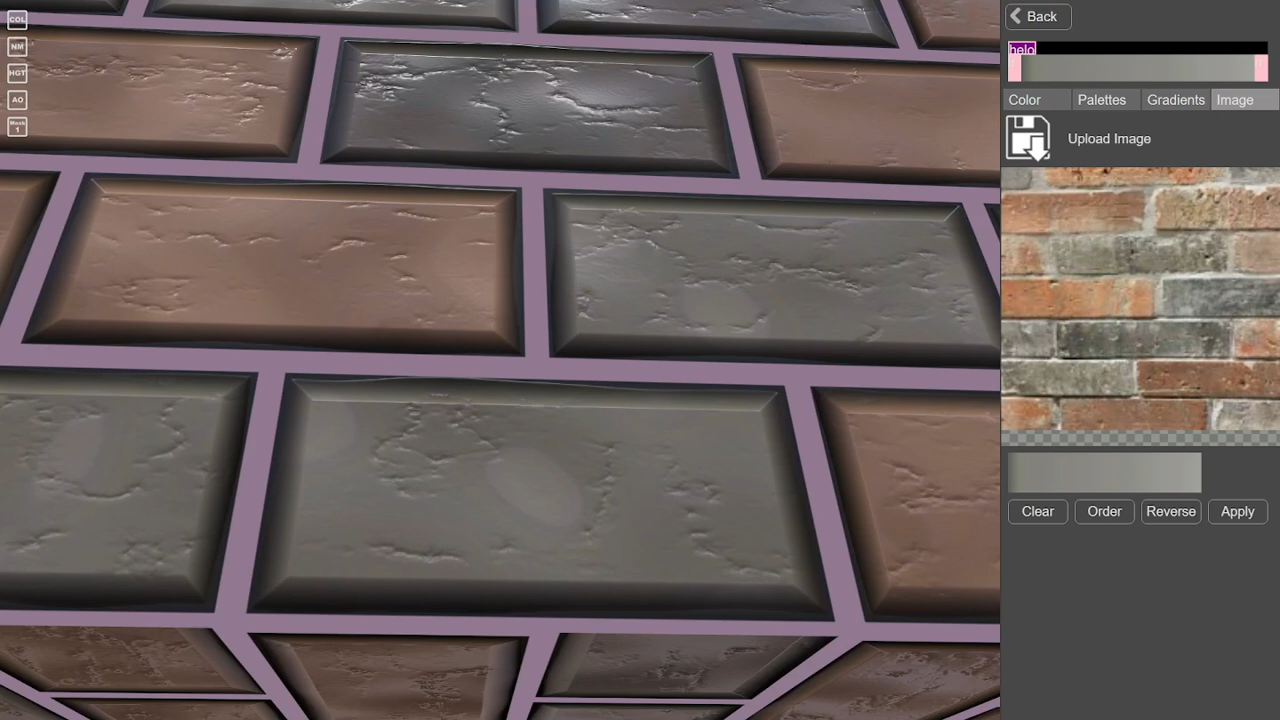 COL
NM
HGT
AO
Mask
1
Back
helo
Color Palettes Gradients Image
Upload Image
Clear Order Reverse Apply